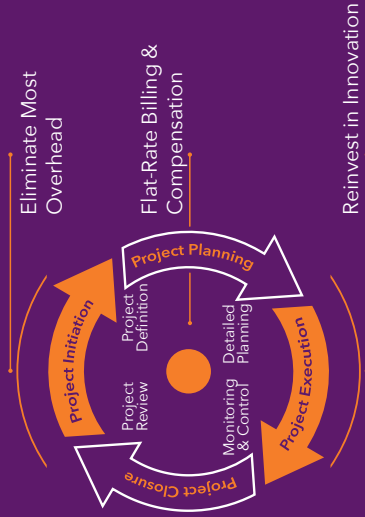 Eliminate Most
Overhead
Flat-Rate Billing &
Compensation
Reinvest in Innovation
Project Initiation
Project Planning
Project Execution
Project Closure
Project
Definition
Detailed
Planning
Monitoring
& Control
Project
Review